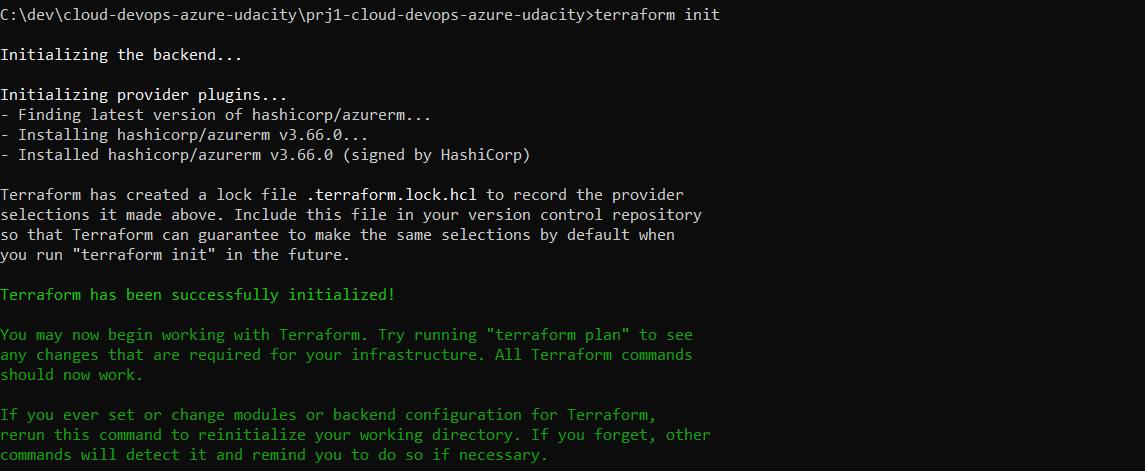 C:\dev\cloud-devops-azure-udacity\prj1-cloud-devops-azure-udacity>terraform init
Initializing the backend...
Initializing provider plugins...
- Finding latest version of hashicorp/azurerm...
- Installing hashicorp/azurerm v3.66.0...
- Installed hashicorp/azurerm v3.66.0 (signed by HashiCorp)
Terraform has created a lock file .terraform.lock.hcl to record the provider
selections it made above. Include this file in your version control repository
so that Terraform can guarantee to make the same selections by default when
you run "terraform init" in the future.
Terraform has been successfully initialized!
You may now begin working with Terraform. Try running "terraform plan" to see
any changes that are required for your infrastructure. All Terraform commands
should now work.
If you ever set or change modules or backend configuration for Terraform,
rerun this command to reinitialize your working directory. If you forget, other
commands will detect it and remind you to do so if necessary.